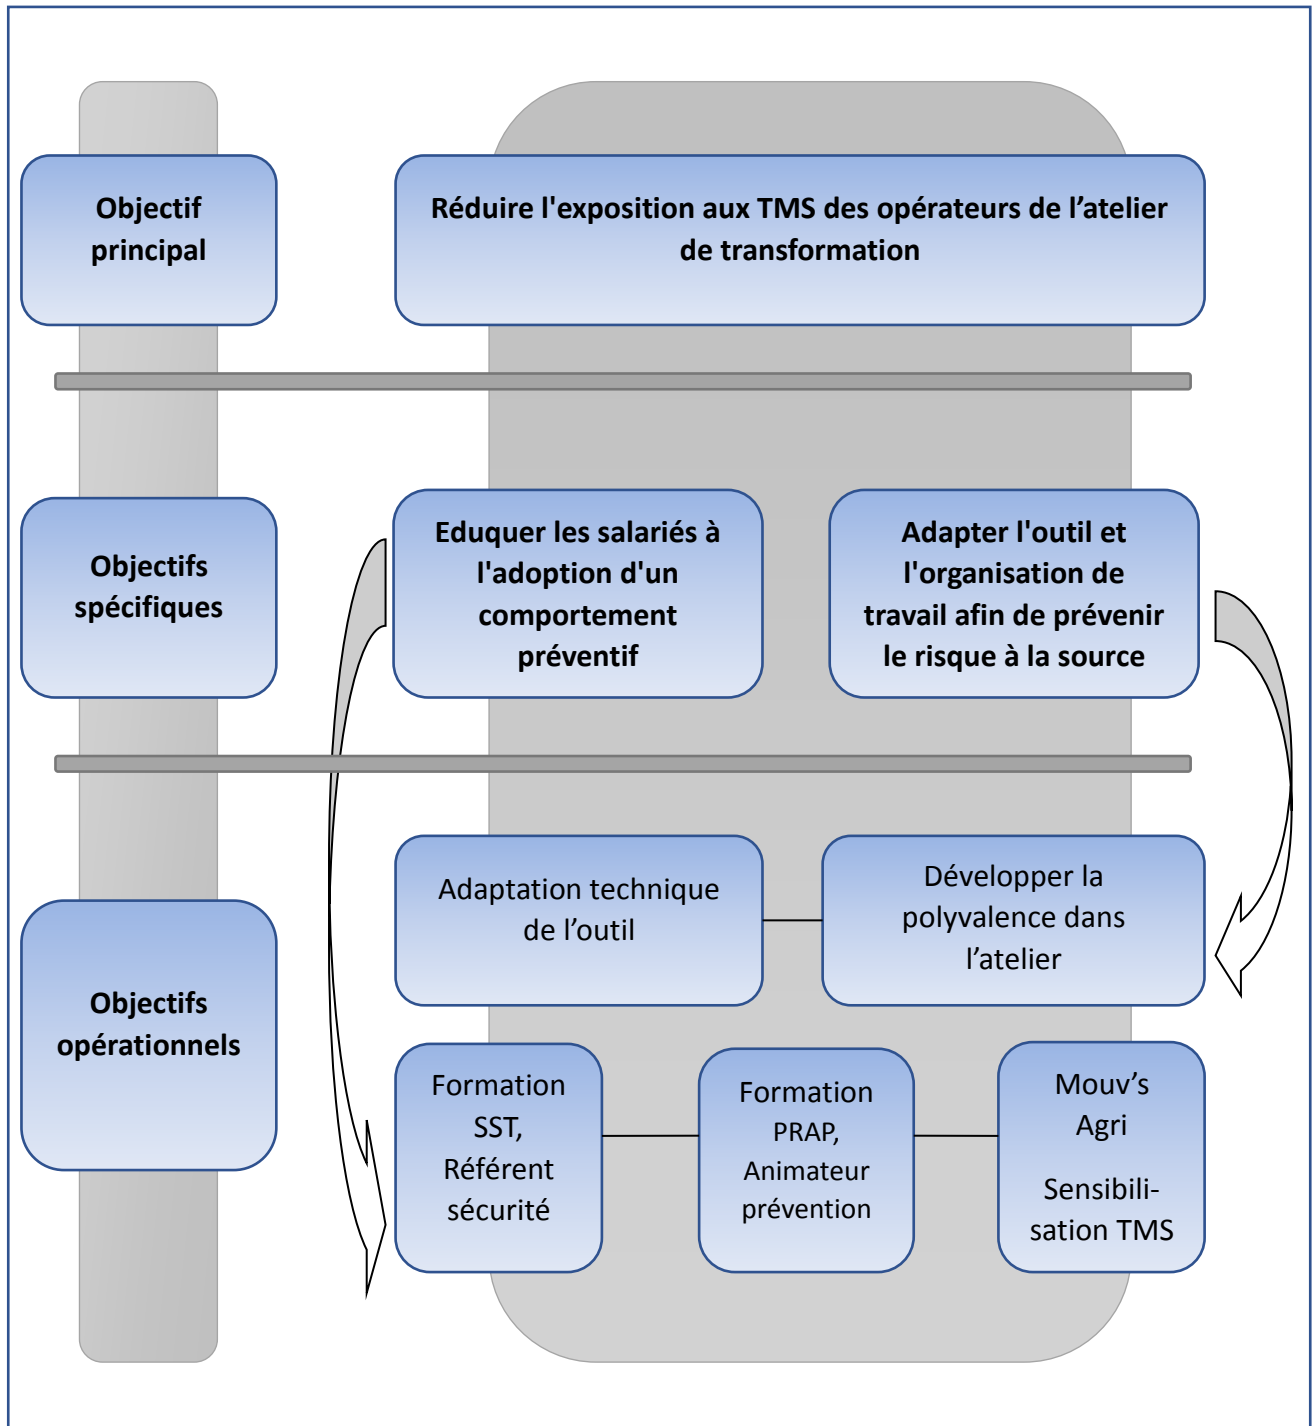 Objectif
principal
Réduire l'exposition aux TMS des opérateurs de l’atelier
de transformation
Objectifs
spécifiques
Eduquer les salariés à
l'adoption d'un
comportement
préventif
Adapter l'outil et
l'organisation de
travail afin de prévenir
le risque à la source
Objectifs
opérationnels
Adaptation technique
de l’outil
Développer la
polyvalence dans
l’atelier
Formation
SST,
Référent
sécurité
Formation
PRAP,
Animateur
prévention
Mouv’s
Agri
Sensibili-
sation TMS